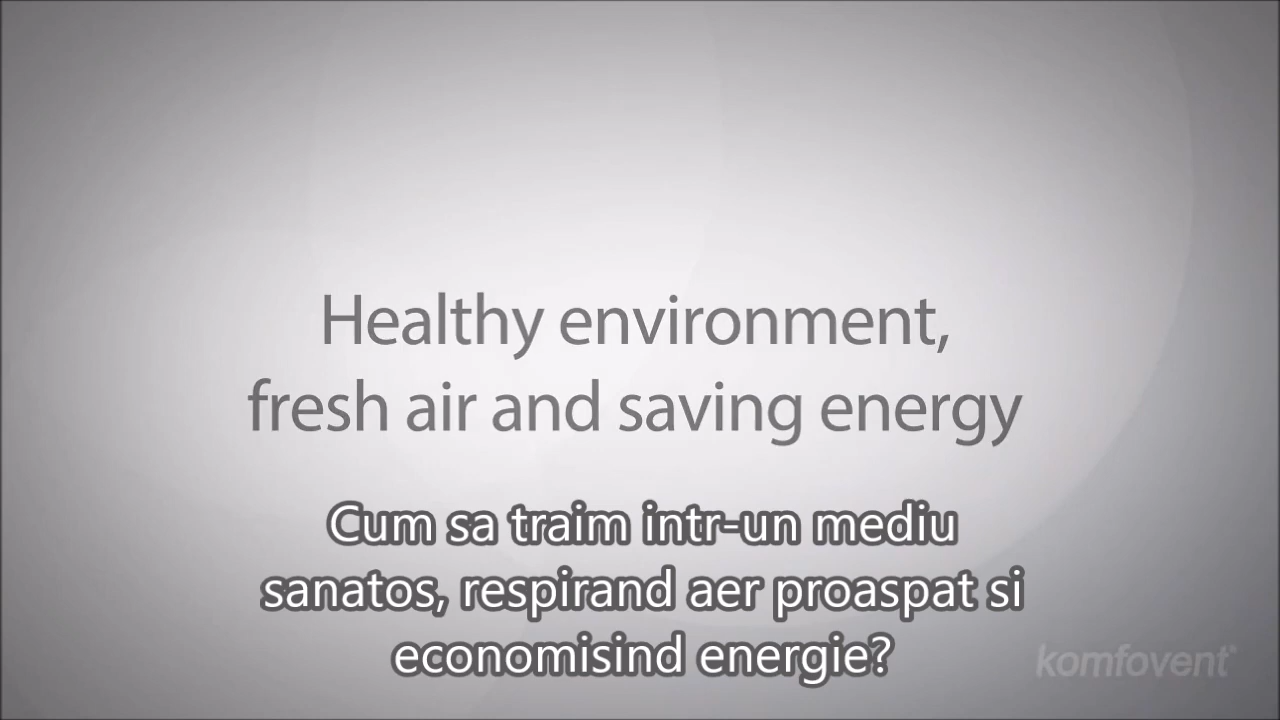 Healthy environment,
fresh air and saving energy
Cum sa traim intr-un mediu
sanatos, respirand aer proaspat si
economisind energie?
komfovent®